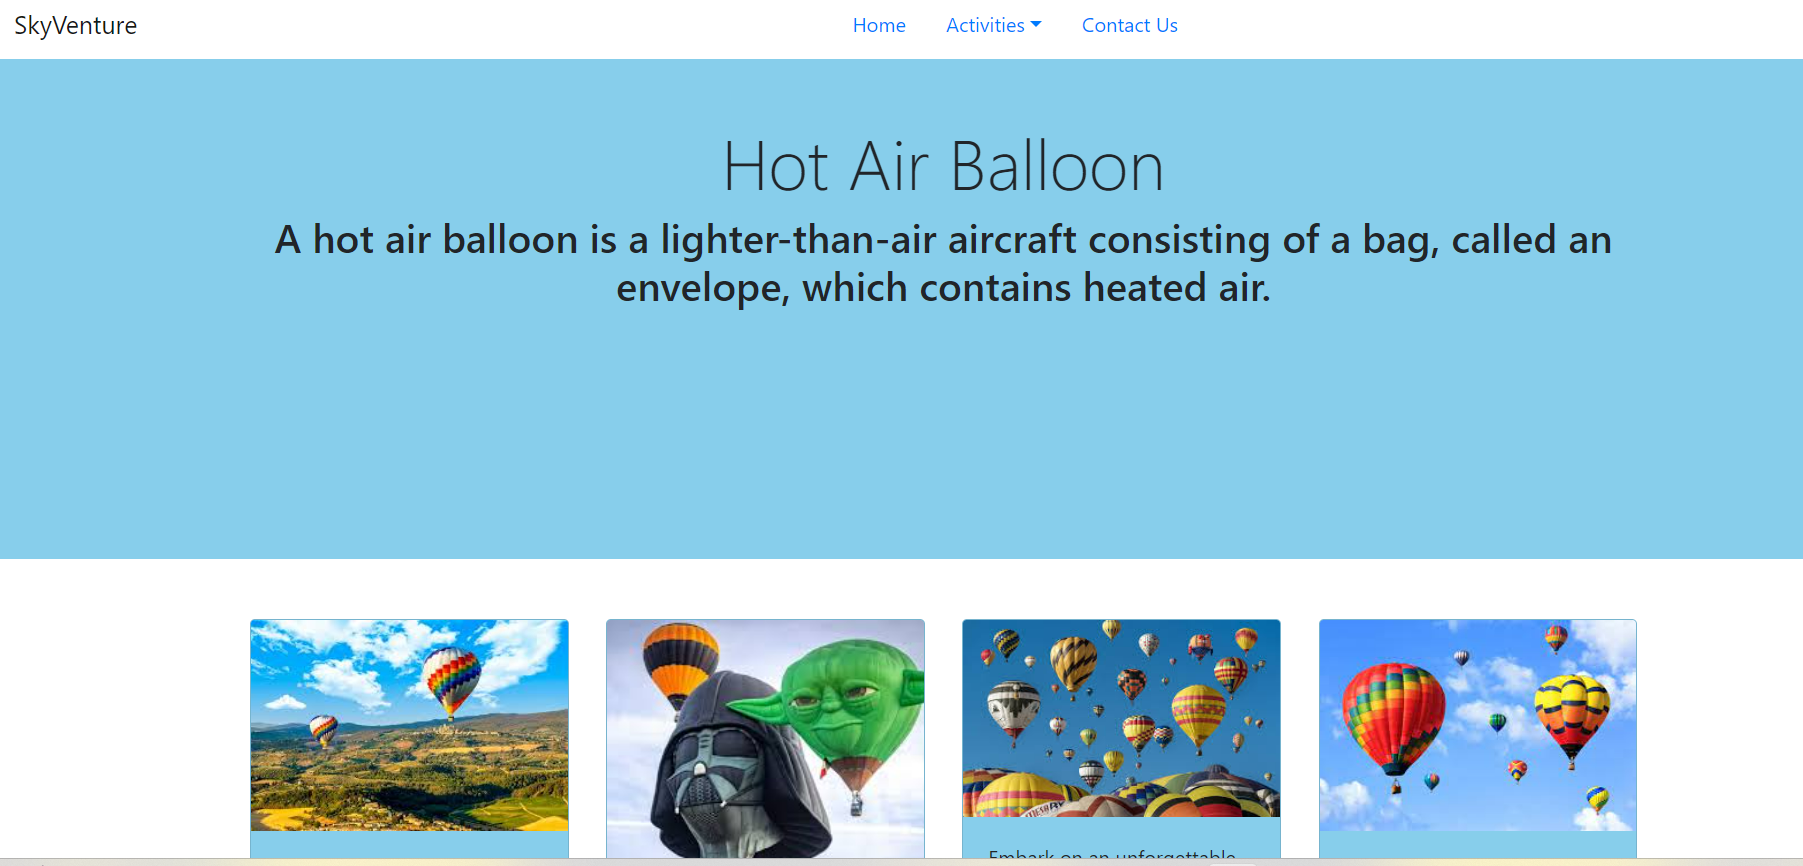 SkyVenture
Home
Activities
Contact Us
Hot Air Balloon
A hot air balloon is a lighter-than-air aircraft consisting of a bag, called an
envelope, which contains heated air.
Embark on an unforgettable